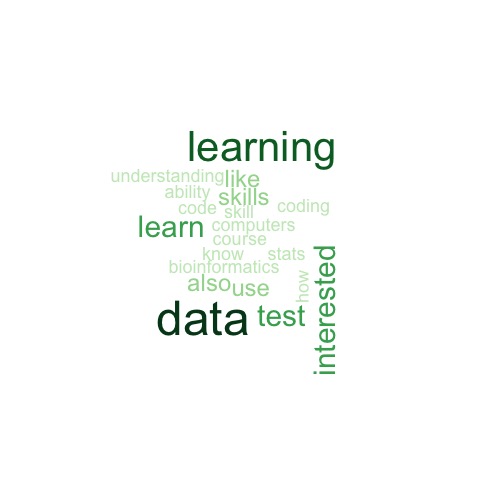 learning
understanding
like
ability
skills
code
skill
coding
learn
computers
course
know
stats
bioinformatics
how
also
use
interested
data
test